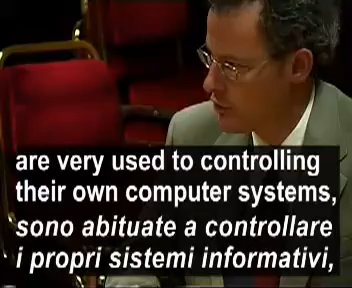 are very used to controlling
their own computer systems,
sono abituate a controllare
i propri sistemi informativi,